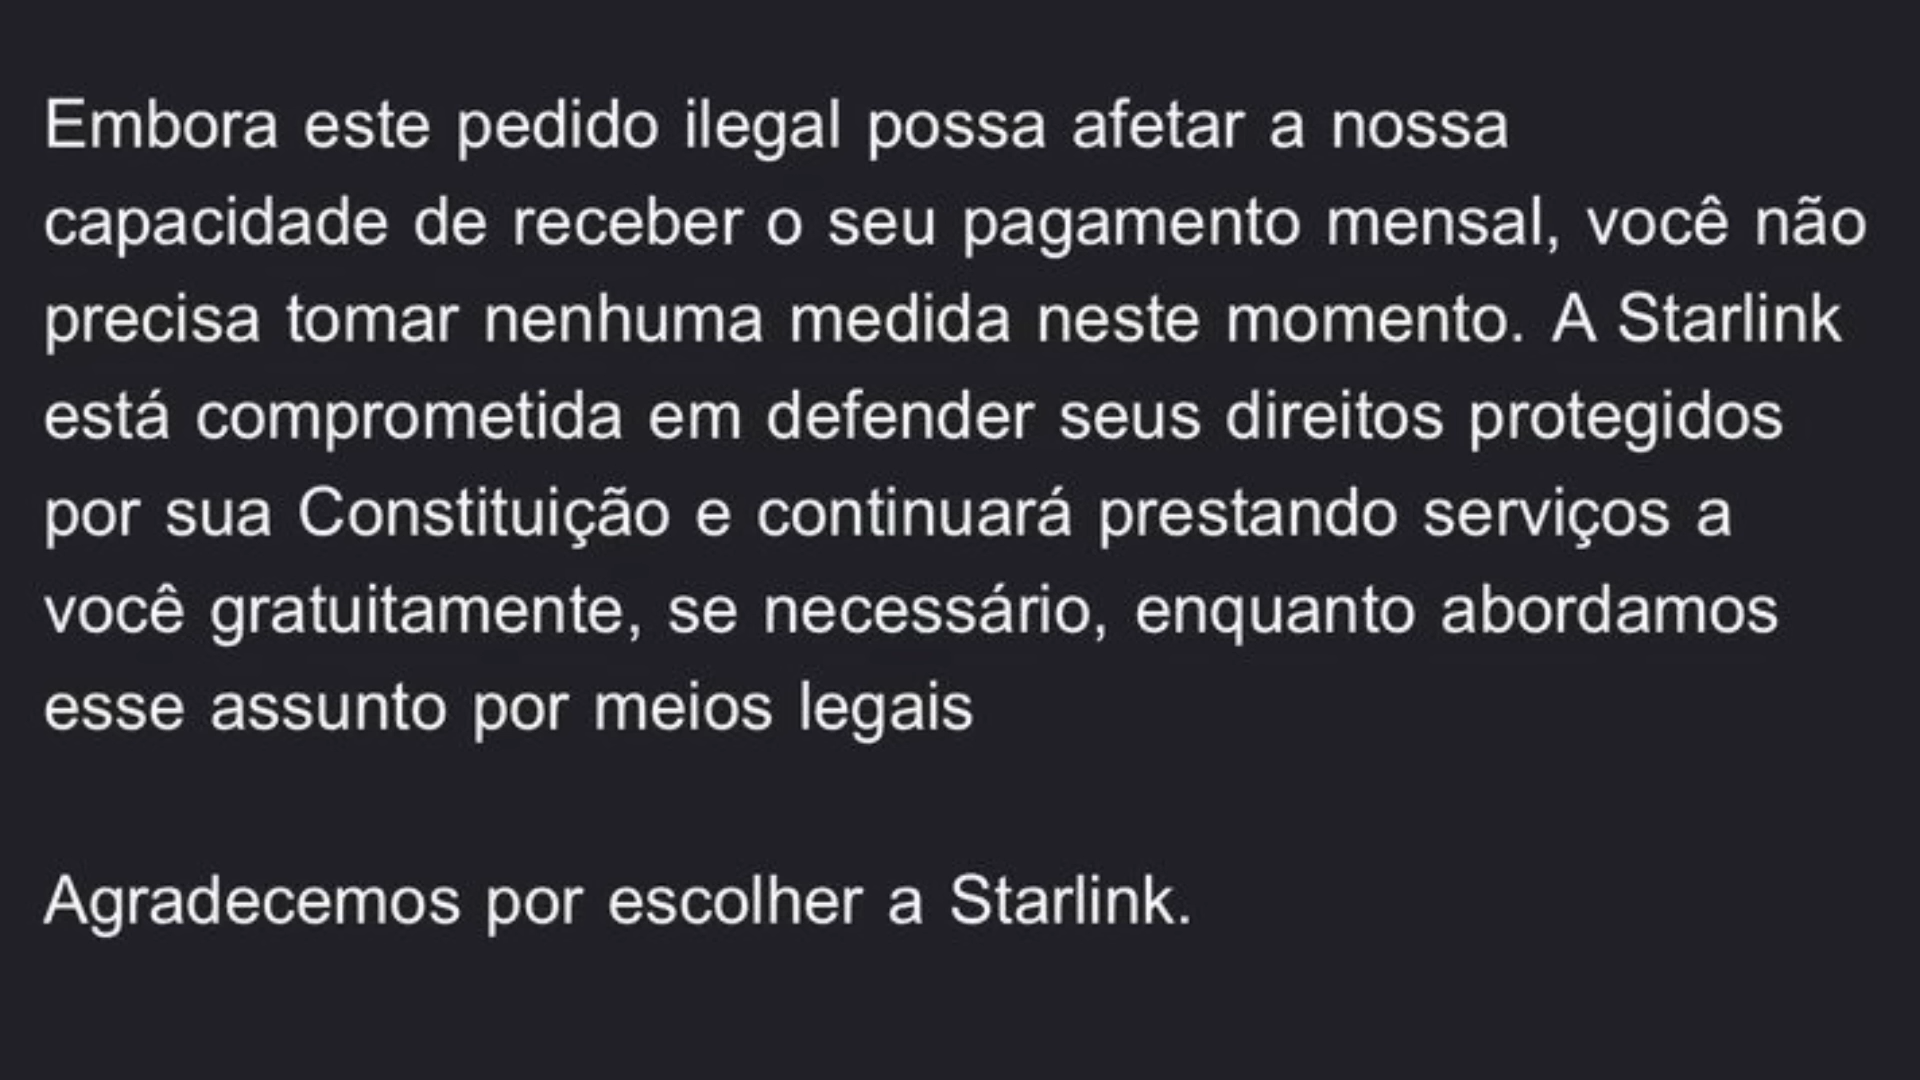 Embora este pedido ilegal possa afetar a nossa
capacidade de receber o seu pagamento mensal, você não
precisa tomar nenhuma medida neste momento. A Starlink
está comprometida em defender seus direitos protegidos
por sua Constituição e continuará prestando serviços a
você gratuitamente, se necessário, enquanto abordamos
esse assunto por meios legais
Agradecemos por escolher a Starlink.